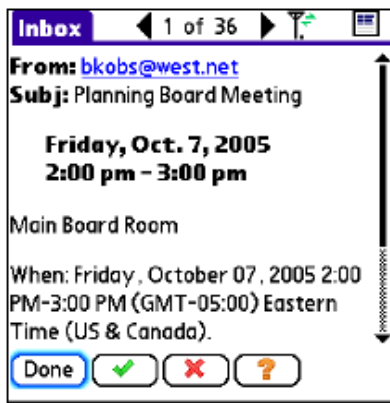 Inbox 1 of 36
From: bkobs@west.net
Subj: Planning Board Meeting
Friday, Oct. 7, 2005
2:00 pm – 3:00 pm
Main Board Room
When: Friday, October 07, 2005 2:00
PM-3:00 PM (GMT-05:00) Eastern
Time (US & Canada).
Done